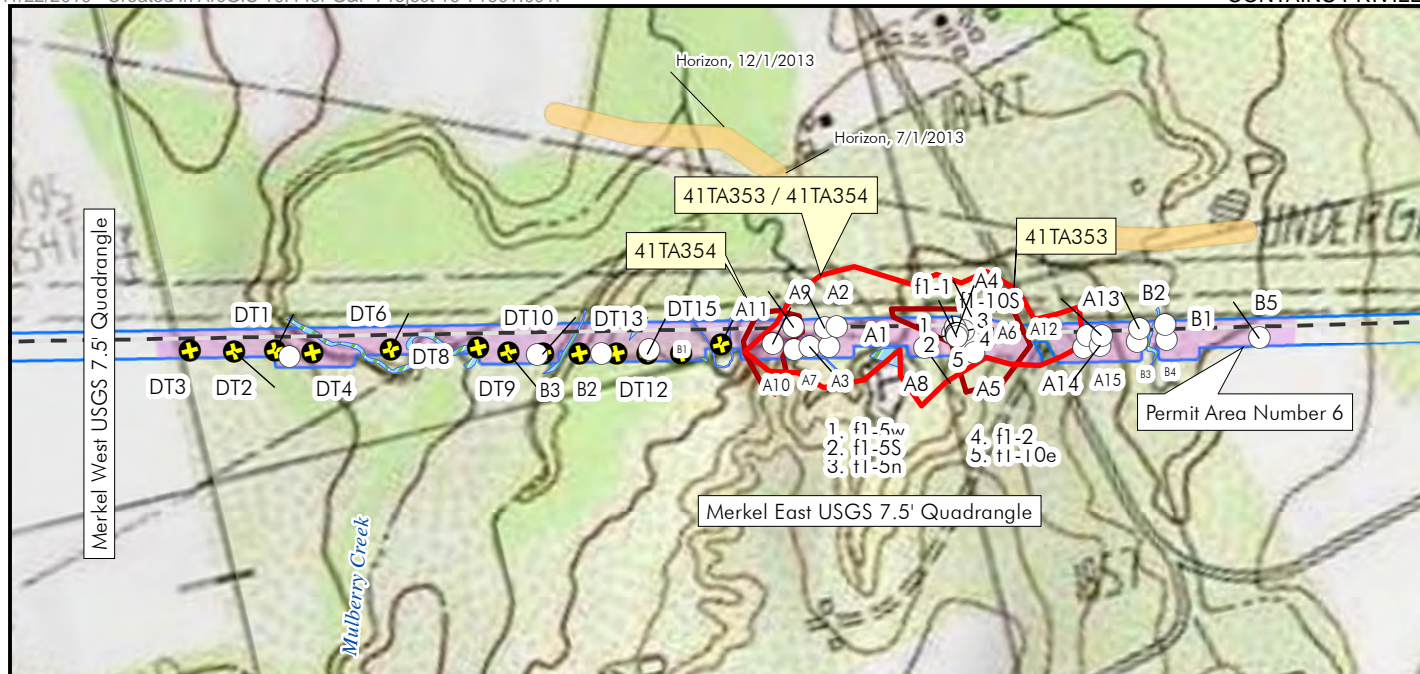 Horizon, 12/1/2013
Horizon, 7/1/2013
1842T
41TA353 / 41TA354
41TA354
41TA353
UNDERGR
Merkel West USGS 7.5' Quadrangle
DT1
DT6
DT10
DT13
DT15
A11
A9
A2
f1-1
A4
f1-10S
A13
B2
B1
B5
DT3
DT2
DT4
DT8
DT9
B3
B2
DT12
B1
A1
1
2
3
4
5
A6
A12
A10
A7
A3
A8
A5
A14
A15
B3
B4
Permit Area Number 6
1. f1-5w
2. f1-5S
3. f1-5n
4. f1-2
5. f1-10e
Merkel East USGS 7.5' Quadrangle
Mulberry Creek
1857